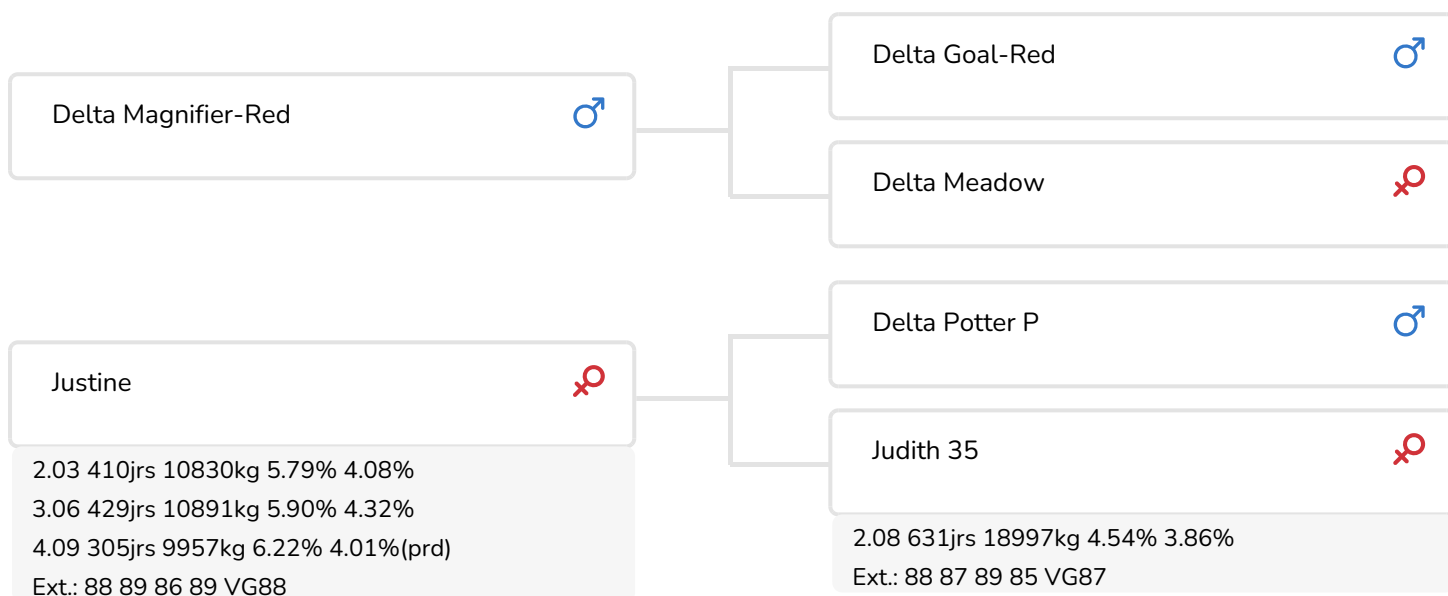 Delta Magnifier-Red
Delta Goal-Red
Delta Meadow
Justine
2.03 410jrs 10830kg 5.79% 4.08%
3.06 429jrs 10891kg 5.90% 4.32%
4.09 305jrs 9957kg 6.22% 4.01%(prd)
Ext.: 88 89 86 89 VG88
Delta Potter P
Judith 35
2.08 631jrs 18997kg 4.54% 3.86%
Ext.: 88 87 89 85 VG87